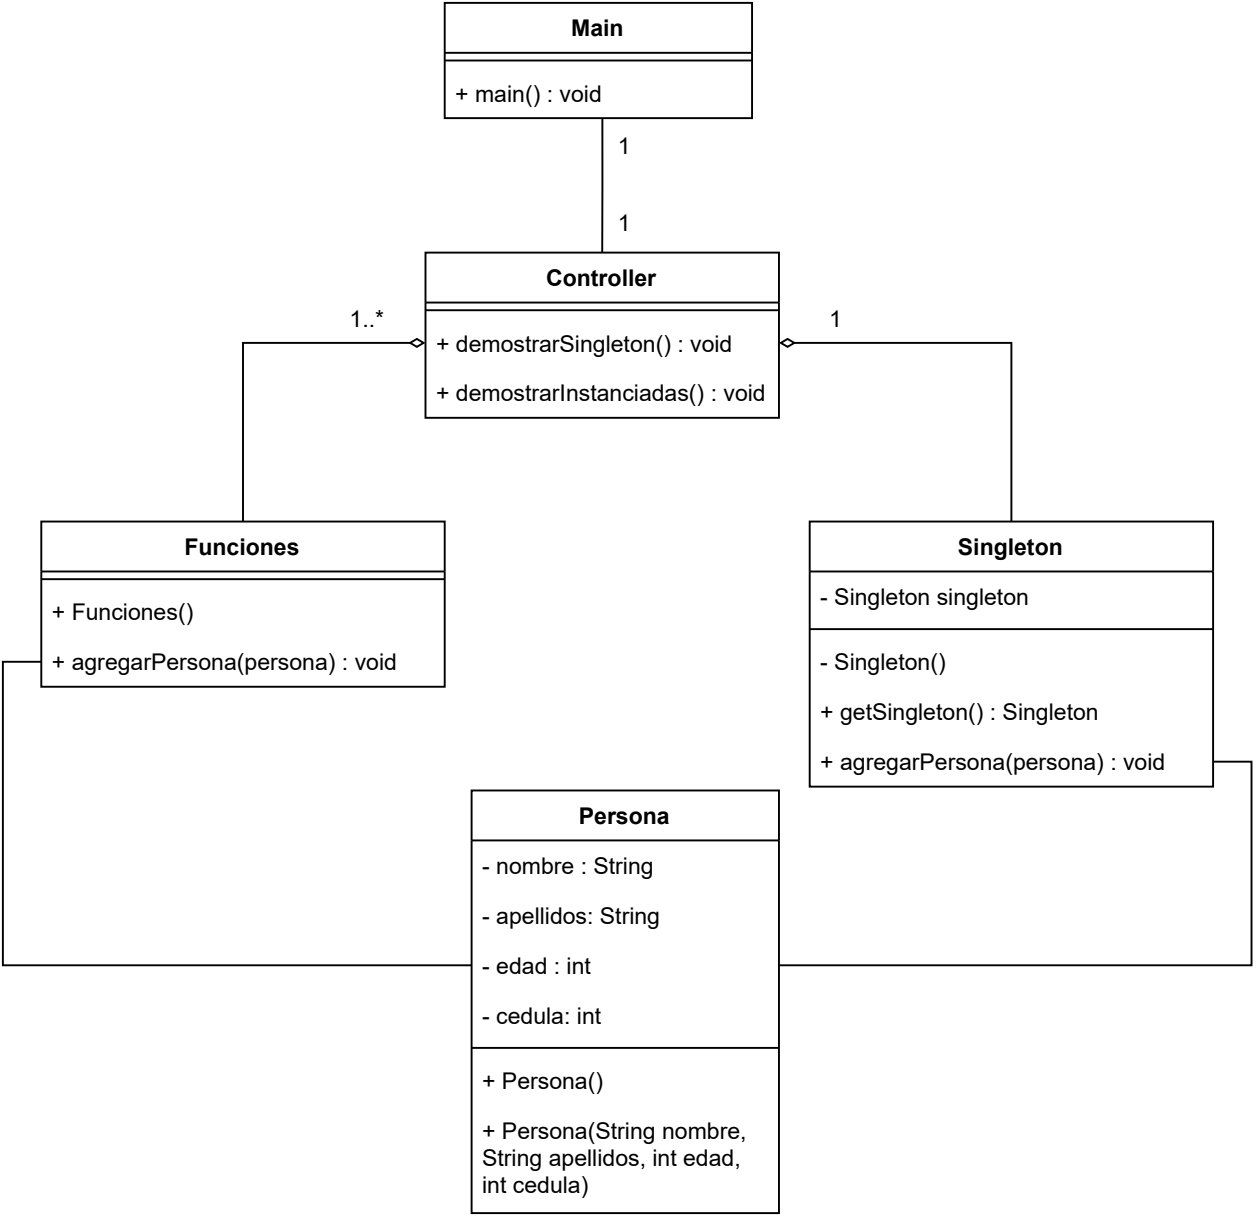 Main
+ main() : void
1
1
Controller
+ demostrarSingleton() : void
+ demostrarInstanciadas() : void
1..*
1
Funciones
+ Funciones()
+ agregarPersona(persona) : void
Singleton
- Singleton singleton
- Singleton()
+ getSingleton() : Singleton
+ agregarPersona(persona) : void
Persona
- nombre : String
- apellidos: String
- edad : int
- cedula: int
+ Persona()
+ Persona(String nombre,
String apellidos, int edad,
int cedula)